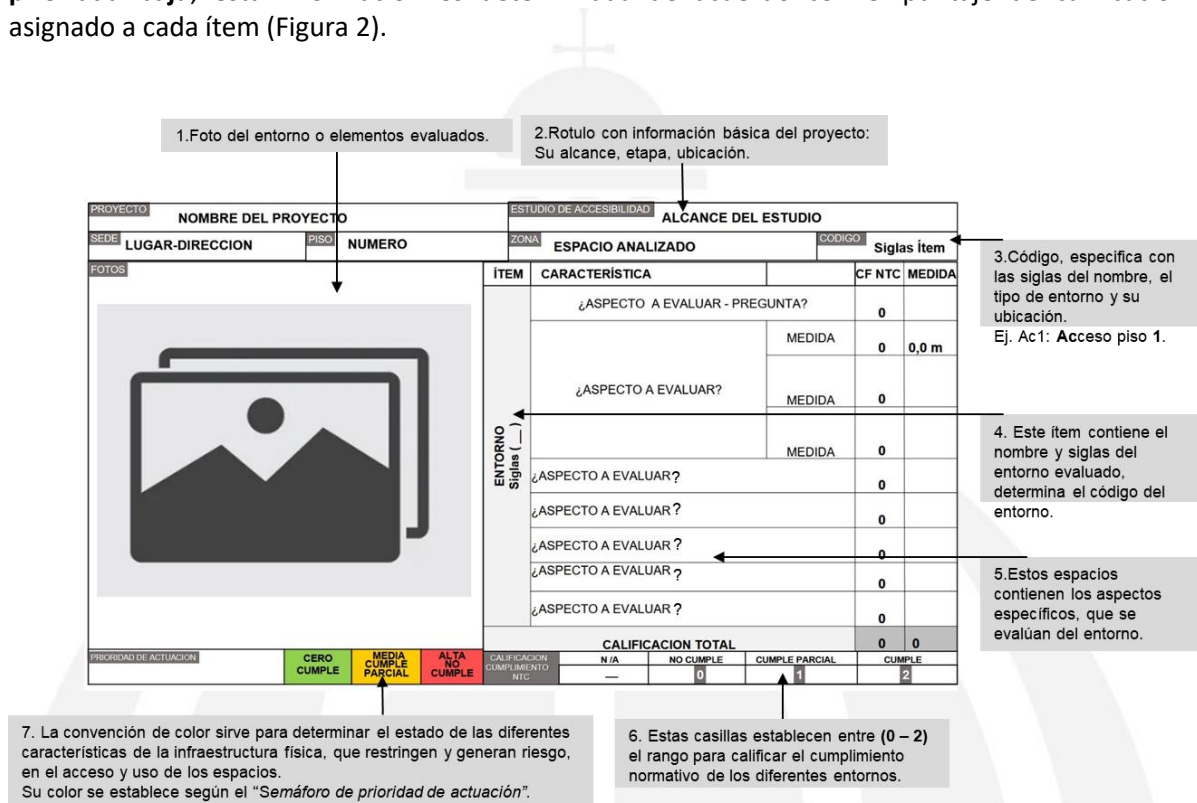 asignado a cada ítem (Figura 2).
1.Foto del entorno o elementos evaluados.
2.Rotulo con información básica del proyecto:
Su alcance, etapa, ubicación.
PROYECTO
NOMBRE DEL PROYECTO
ESTUDIO DE ACCESIBILIDAD
ALCANCE DEL ESTUDIO
SEDE
LUGAR-DIRECCION
PISO
NUMERO
ZONA
ESPACIO ANALIZADO
CODIGO
Siglas Ítem
3.Código, especifica con
las siglas del nombre, el
tipo de entorno y su
ubicación.
Ej. Ac1: Acceso piso 1.
FOTOS
ÍTEM CARACTERÍSTICA CF NTC MEDIDA
¿ASPECTO A EVALUAR - PREGUNTA? 0
MEDIDA 0 0,0 m
¿ASPECTO A EVALUAR?
MEDIDA 0
MEDIDA 0
ENTORNO
Siglas (__)
4. Este ítem contiene el
nombre y siglas del
entorno evaluado,
determina el código del
entorno.
¿ASPECTO A EVALUAR? 0
¿ASPECTO A EVALUAR? 0
¿ASPECTO A EVALUAR? 0
¿ASPECTO A EVALUAR? 0
¿ASPECTO A EVALUAR? 0
5.Estos espacios
contienen los aspectos
específicos, que se
evalúan del entorno.
CALIFICACION TOTAL 0 0
PRIORIDAD DE ACTUACION
CERO
CUMPLE
MEDIA
CUMPLE
PARCIAL
ALTA
NO
CUMPLE
CALIFICACION
CUMPLIMIENTO
NTC
N/A NO CUMPLE CUMPLE PARCIAL CUMPLE
— 0 1 2
7. La convención de color sirve para determinar el estado de las diferentes
características de la infraestructura física, que restringen y generan riesgo,
en el acceso y uso de los espacios.
Su color se establece según el “Semáforo de prioridad de actuación”.
6. Estas casillas establecen entre (0 – 2)
el rango para calificar el cumplimiento
normativo de los diferentes entornos.